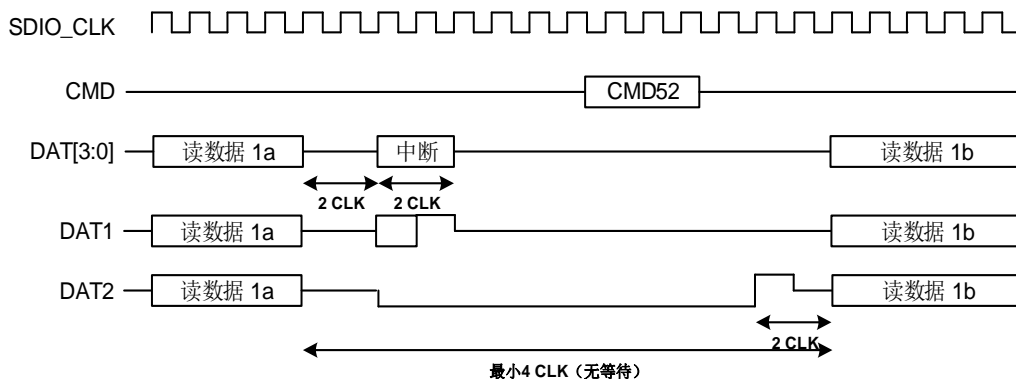 SDIO_CLK
CMD
CMD52
DAT[3:0]
读数据 1a
中断
读数据 1b
2 CLK
2 CLK
DAT1
读数据 1a
读数据 1b
DAT2
读数据 1a
读数据 1b
2 CLK
最小4 CLK（无等待）